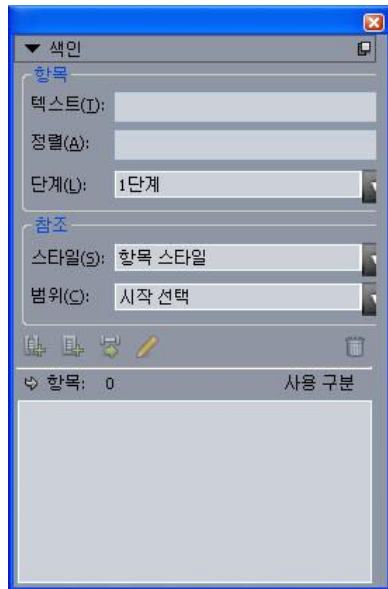 색인
항목
텍스트(T):
정렬(A):
단계(L): 1단계
참조
스타일(S): 항목 스타일
범위(C): 시작 선택
항목: 0 사용 구분